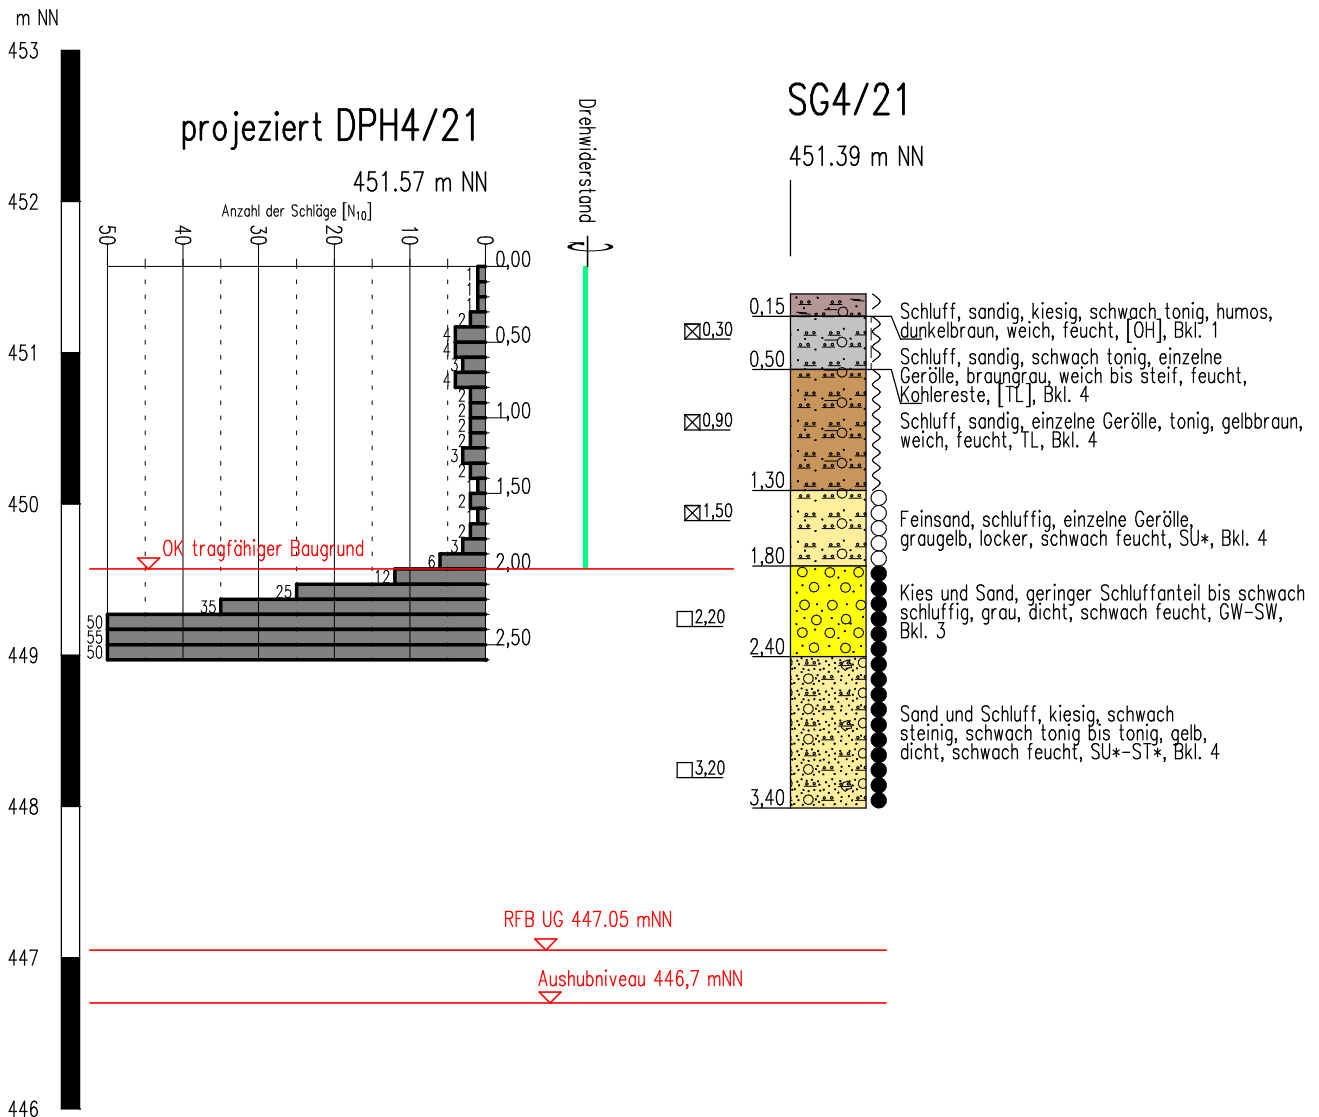 m NN
453
452
451
450
449
448
447
446
projeziert DPH4/21
451.57 m NN
Anzahl der Schläge [N10]
50
40
30
20
10
0
0,00
0,50
1,00
1,50
2,00
2,50
1
1
1
2
4
4
3
4
2
2
2
2
3
2
1
2
1
2
3
6
12
25
35
50
55
50
OK tragfähiger Baugrund
Drehwiderstand
SG4/21
451.39 m NN
0,30
0,90
1,50
2,20
3,20
0,15
0,50
1,30
1,80
2,40
3,40
Schluff, sandig, kiesig, schwach tonig, humos,
dunkelbraun, weich, feucht, [OH], Bkl. 1
Schluff, sandig, schwach tonig, einzelne
Gerölle, braungrau, weich bis steif, feucht,
Kohlereste, [TL], Bkl. 4
Schluff, sandig, einzelne Gerölle, tonig, gelbbraun,
weich, feucht, TL, Bkl. 4
Feinsand, schluffig, einzelne Gerölle,
graugelb, locker, schwach feucht, SU*, Bkl. 4
Kies und Sand, geringer Schluffanteil bis schwach
schluffig, grau, dicht, schwach feucht, GW-SW,
Bkl. 3
Sand und Schluff, kiesig, schwach
steinig, schwach tonig bis tonig, gelb,
dicht, schwach feucht, SU*-ST*, Bkl. 4
RFB UG 447.05 mNN
Aushubniveau 446,7 mNN